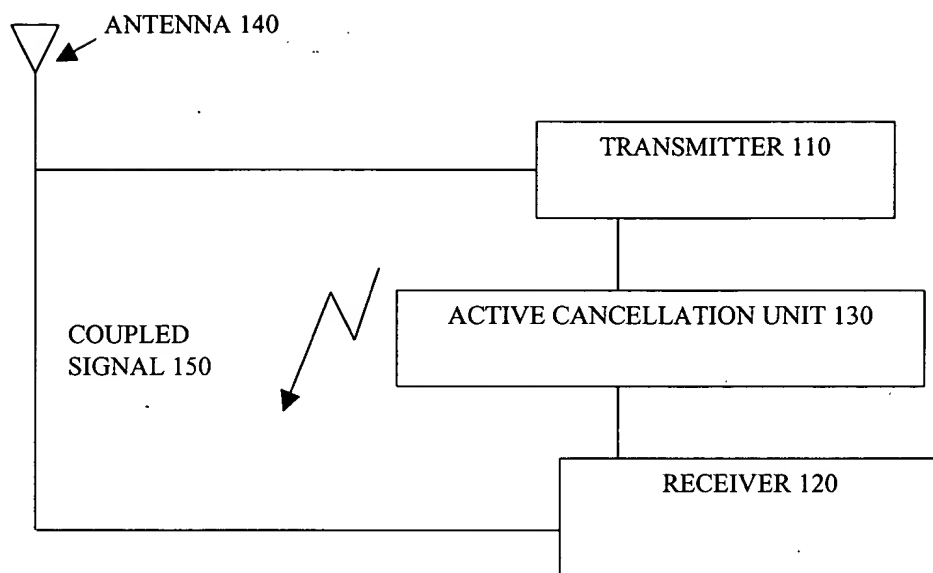 ANTENNA 140
TRANSMITTER 110
ACTIVE CANCELLATION UNIT 130
COUPLED
SIGNAL 150
RECEIVER 120